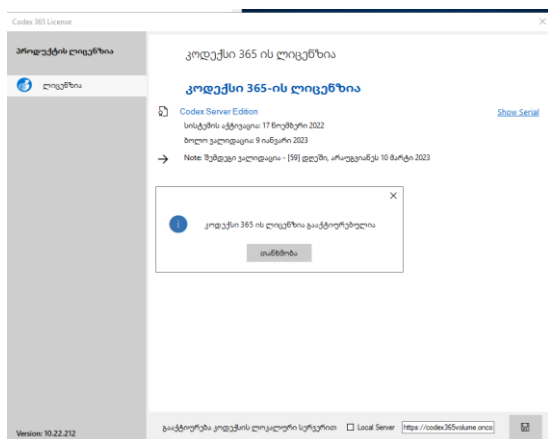 Codex 365 License
პროდუქტის ლიცენზია
ლიცენზია
კოდექსი 365 ის ლიცენზია
კოდექსი 365-ის ლიცენზია
Codex Server Edition
Show Serial
სისტემის აქტივაცია: 17 ნოემბერი 2022
ბოლო ვალიდაცია: 9 იანვარი 2023
Note: შემდეგი ვალიდაცია - [59] დღეში, არაუგვიანეს 10 მარტი 2023
კოდექსი 365 ის ლიცენზია გააქტიურებულია
თანხმობა
Version: 10.22.212
გააქტიურება კოდექსის ლოკალური სერვერით
Local Server
https://codex365volume.onco